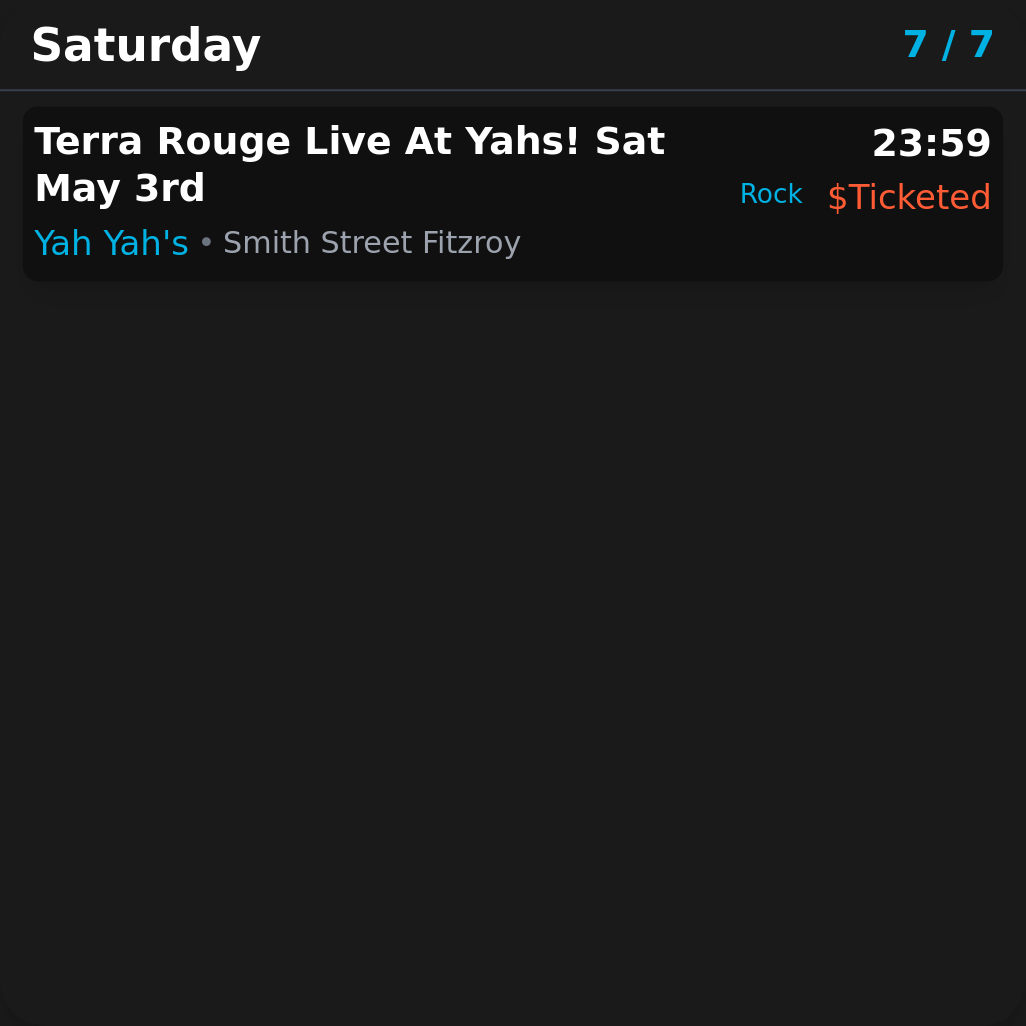 Saturday
7 / 7
Terra Rouge Live At Yahs! Sat
May 3rd
23:59
Rock
$Ticketed
Yah Yah's • Smith Street Fitzroy